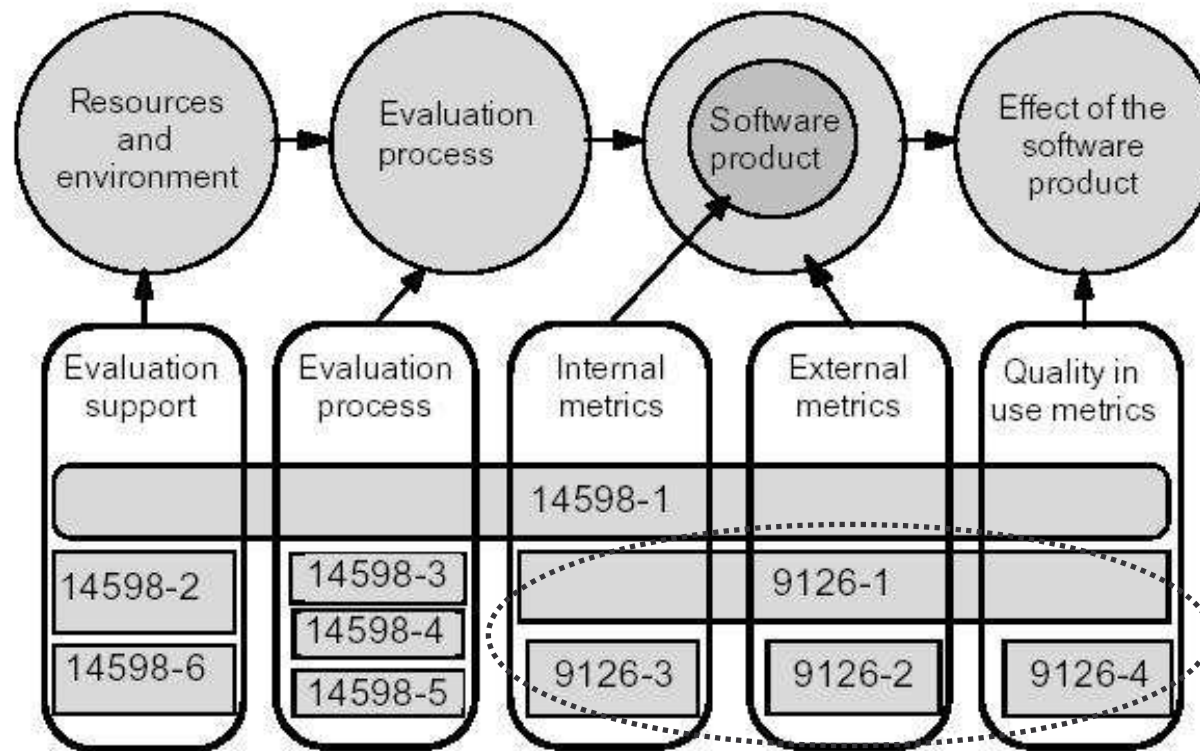 Resources
and
environment
Evaluation
process
Software
product
Effect of the
software
product
Evaluation
support
Evaluation
process
Internal
metrics
External
metrics
Quality in
use metrics
14598-1
14598-2
14598-3
9126-1
14598-4
14598-6
14598-5
9126-3
9126-2
9126-4